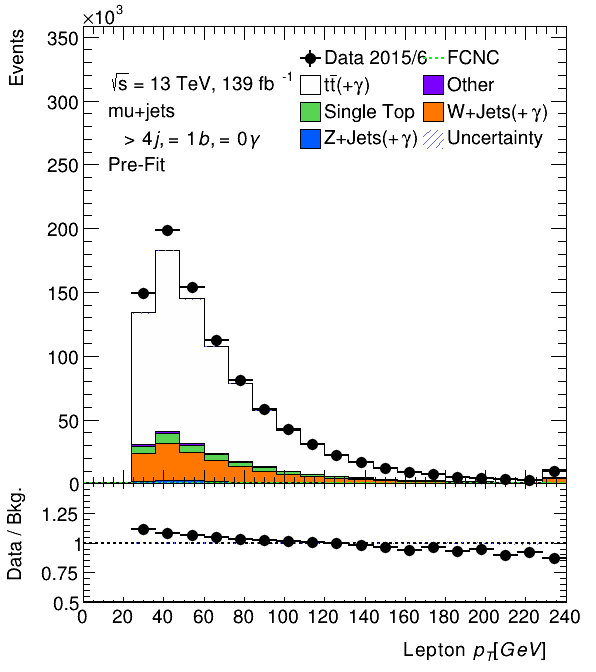 ×10³
Events
350
300
250
200
150
100
50
0
√s = 13 TeV, 139 fb⁻¹
mu+jets
> 4j, = 1b, = 0γ
Pre-Fit
Data 2015/6 FCNC
tt̄(+γ) Other
Single Top W+Jets(+γ)
Z+Jets(+γ) Uncertainty
Data / Bkg.
1.25
1
0.75
0.5
0 20 40 60 80 100 120 140 160 180 200 220 240
Lepton p_T[GeV]